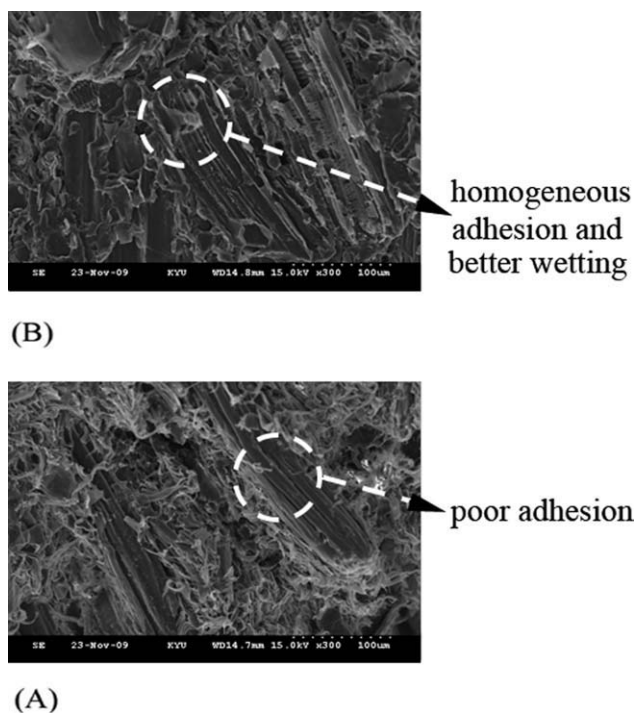 homogeneous
adhesion and
better wetting
SE 23-Nov-09 KYU WD14.8mm 15.0kV x300 100um
(B)
poor adhesion
SE 23-Nov-09 KYU WD14.7mm 15.0kV x300 100um
(A)